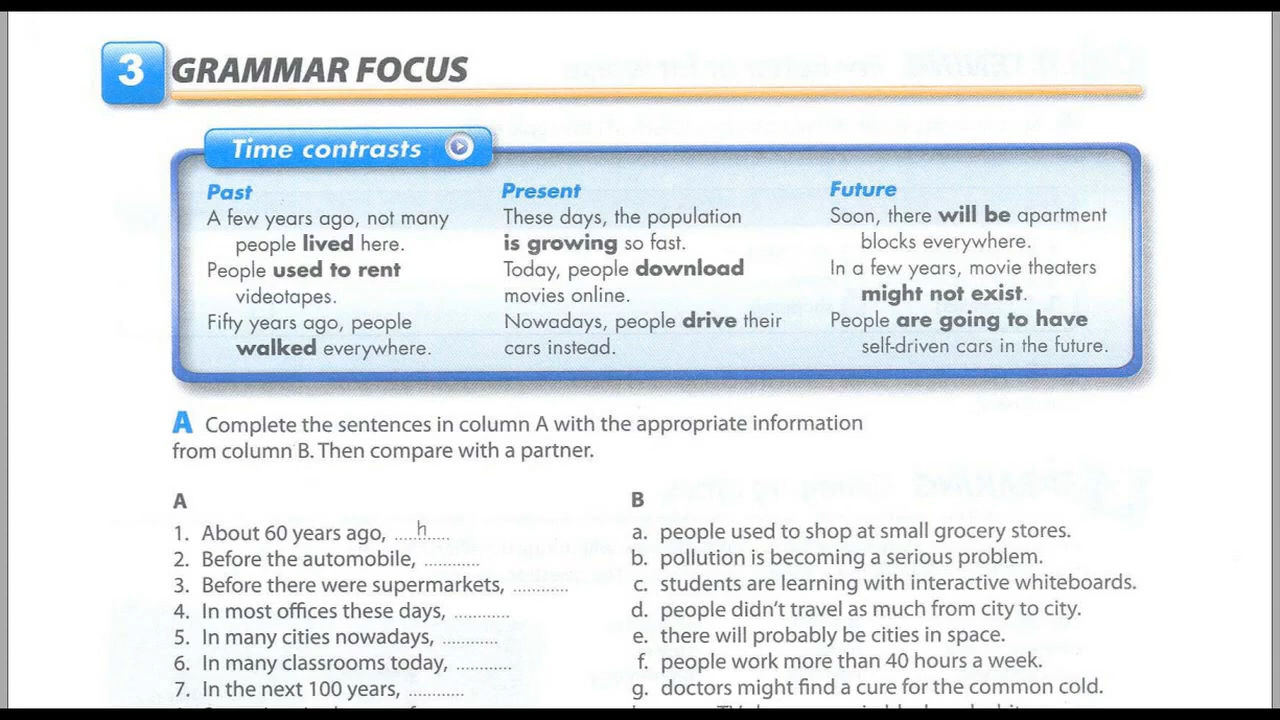 3 GRAMMAR FOCUS
Time contrasts
Past
A few years ago, not many
people lived here.
People used to rent
videotapes.
Fifty years ago, people
walked everywhere.
Present
These days, the population
is growing so fast.
Today, people download
movies online.
Nowadays, people drive their
cars instead.
Future
Soon, there will be apartment
blocks everywhere.
In a few years, movie theaters
might not exist.
People are going to have
self-driven cars in the future.
A Complete the sentences in column A with the appropriate information
from column B. Then compare with a partner.
A
1. About 60 years ago, .....h.....
2. Before the automobile, ............
3. Before there were supermarkets, ............
4. In most offices these days, ............
5. In many cities nowadays, ............
6. In many classrooms today, ............
7. In the next 100 years, ............
B
a. people used to shop at small grocery stores.
b. pollution is becoming a serious problem.
c. students are learning with interactive whiteboards.
d. people didn't travel as much from city to city.
e. there will probably be cities in space.
f. people work more than 40 hours a week.
g. doctors might find a cure for the common cold.